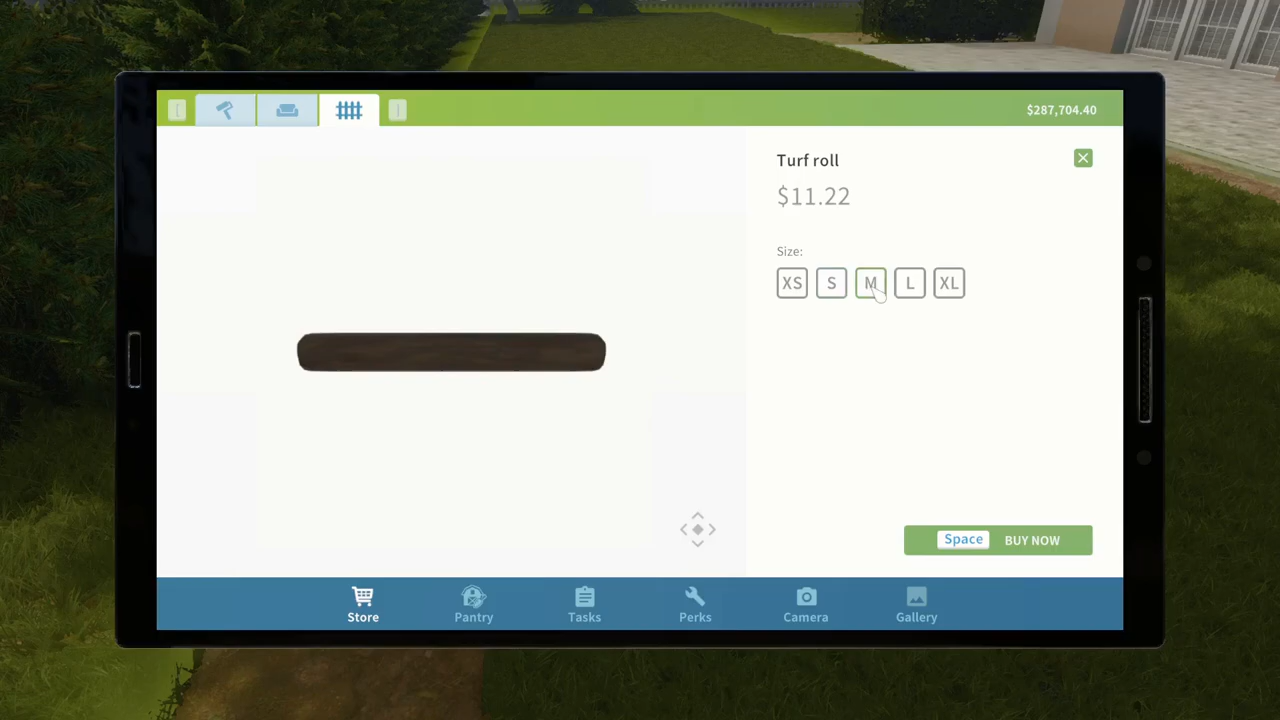 $287,704.40
Turf roll
$11.22
Size:
XS S M L XL
Space BUY NOW
Store Pantry Tasks Perks Camera Gallery